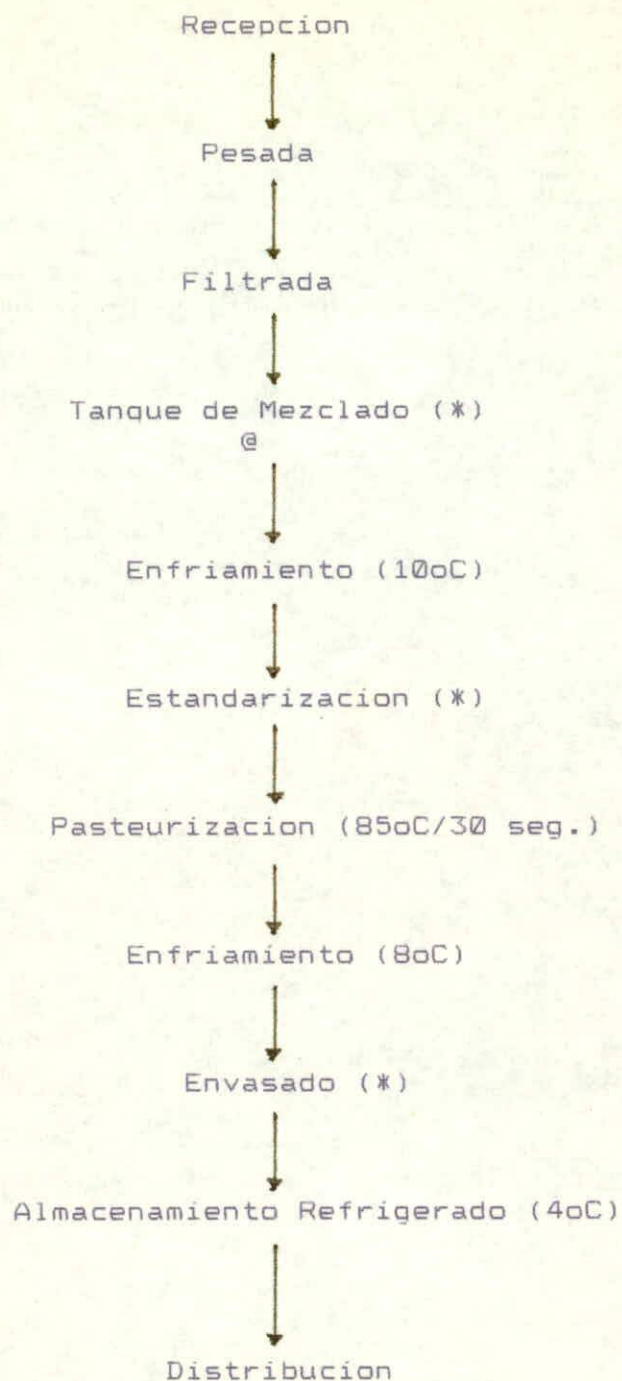 Recepcion
Pesada
Filtrada
Tanque de Mezclado (*)
@
Enfriamiento (10oC)
Estandarizacion (*)
Pasteurizacion (85oC/30 seg.)
Enfriamiento (8oC)
Envasado (*)
Almacenamiento Refrigerado (4oC)
Distribucion